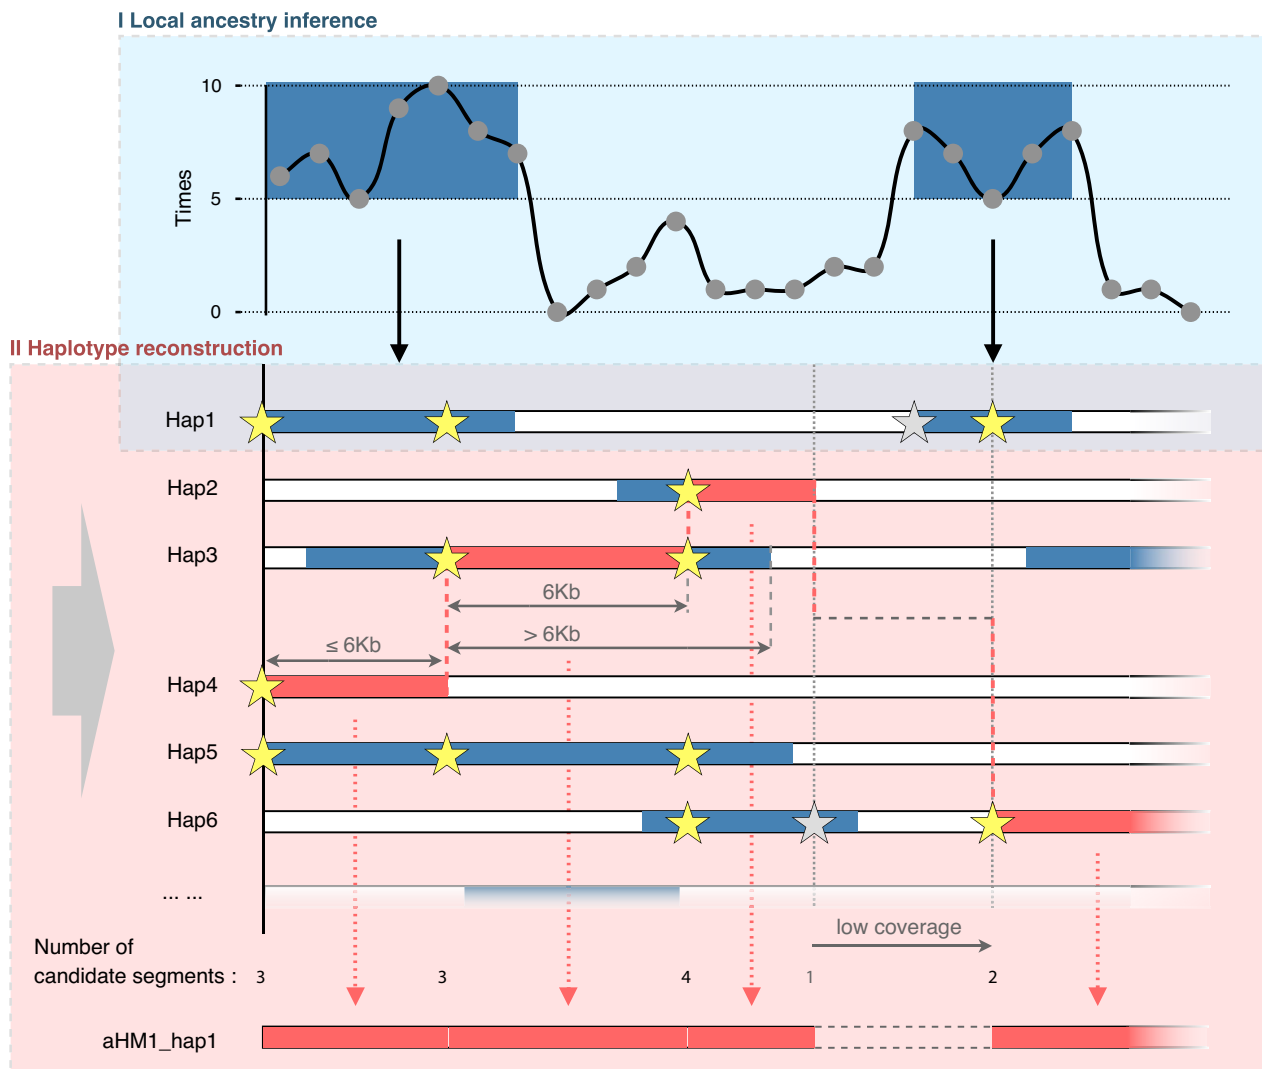 I Local ancestry inference
10
Times
5
0
II Haplotype reconstruction
Hap1
Hap2
Hap3
6Kb
> 6Kb
≤ 6Kb
Hap4
Hap5
Hap6
... ...
low coverage
Number of
candidate segments : 3 3 4 1 2
aHM1_hap1